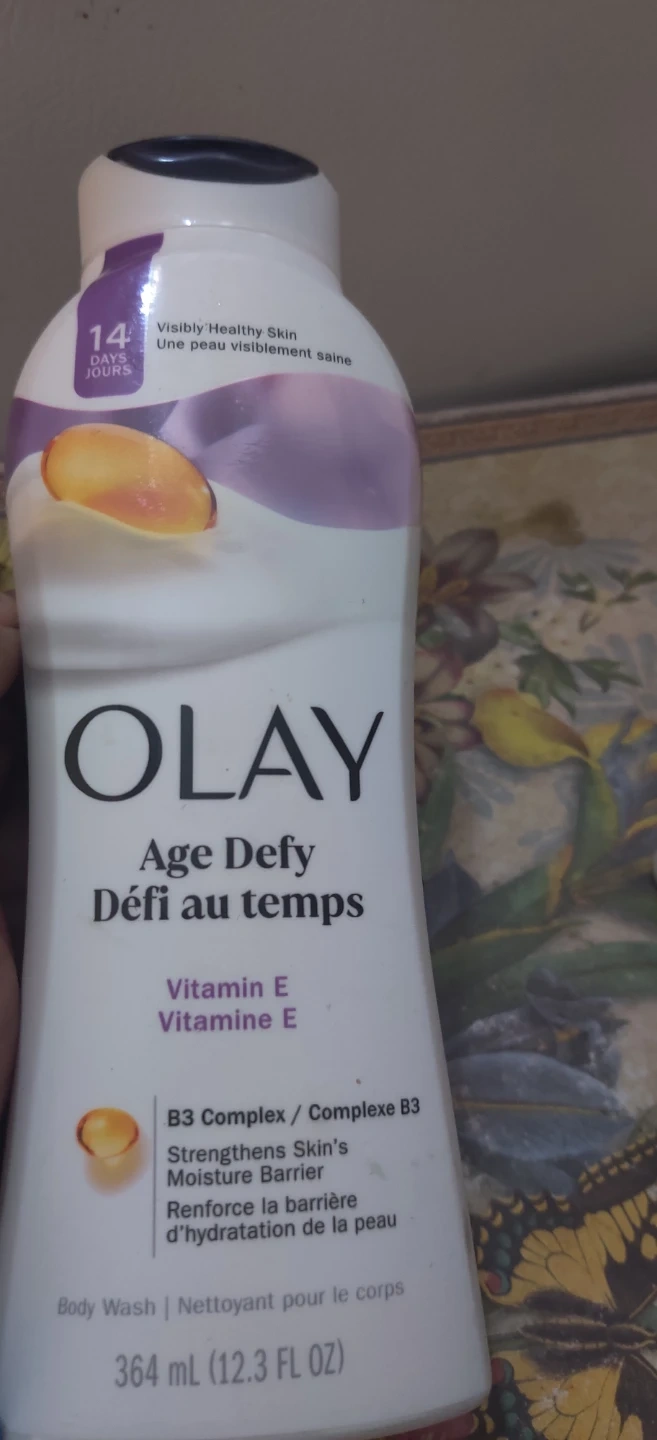 14
DAYS
JOURS
Visibly Healthy Skin
Une peau visiblement saine
OLAY
Age Defy
Défi au temps
Vitamin E
Vitamine E
B3 Complex / Complexe B3
Strengthens Skin's
Moisture Barrier
Renforce la barrière
d'hydratation de la peau
Body Wash | Nettoyant pour le corps
364 mL (12.3 FL OZ)